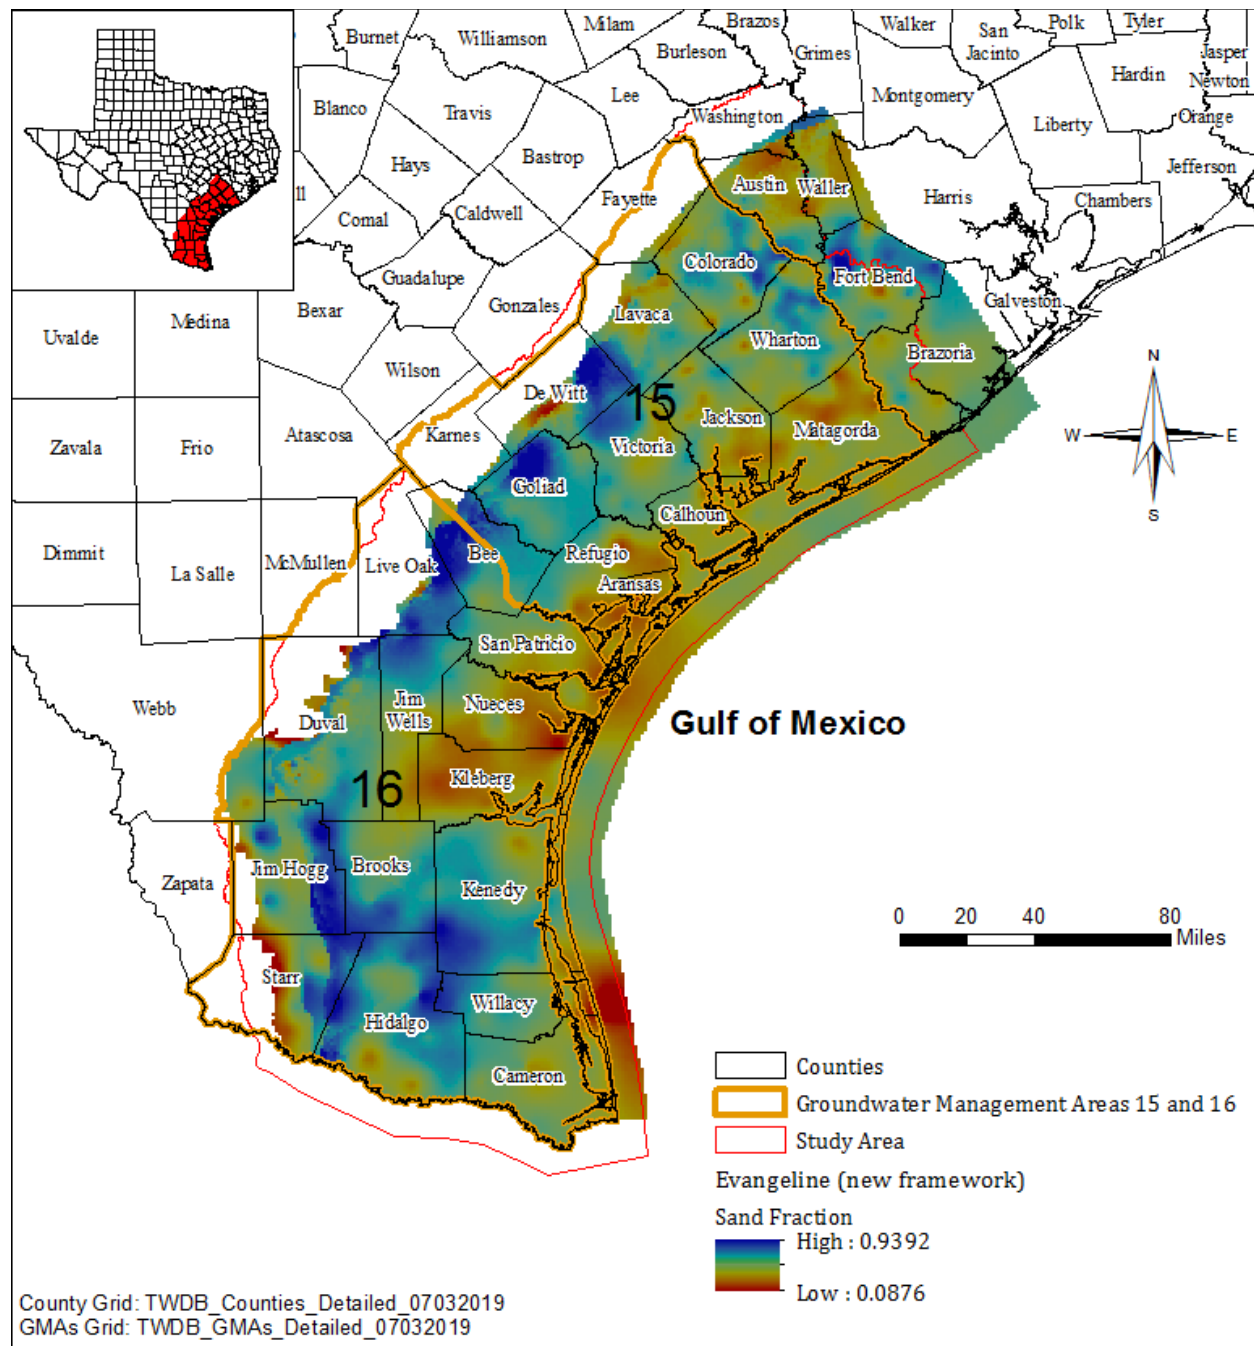 Milam
Brazos
Walker
Polk
Tyler
Burnet
Williamson
Burleson
Grimes
San
Jacinto
Jasper
Hardin
Newton
Blanco
Travis
Lee
Washington
Montgomery
Liberty
Orange
Hays
Bastrop
Jefferson
Austin
Waller
Harris
Chambers
Fayette
ll
Comal
Caldwell
Guadalupe
Colorado
Fort Bend
Galveston
Gonzales
Lavaca
Bexar
Medina
Uvalde
Wharton
Brazoria
Wilson
De Witt
15
Jackson
Matagorda
Karnes
Atascosa
Victoria
Zavala
Frio
Goliad
Calhoun
Dimmit
La Salle
McMullen
Live Oak
Bee
Refugio
Aransas
San Patricio
Webb
Duval
Jim
Wells
Nueces
Kleberg
16
Gulf of Mexico
Zapata
Jim Hogg
Brooks
Kenedy
Starr
Hidalgo
Willacy
Cameron
N
W
E
S
0
20
40
80
Miles
Counties
Groundwater Management Areas 15 and 16
Study Area
Evangeline (new framework)
Sand Fraction
High : 0.9392
Low : 0.0876
County Grid: TWDB_Counties_Detailed_07032019
GMAs Grid: TWDB_GMAs_Detailed_07032019